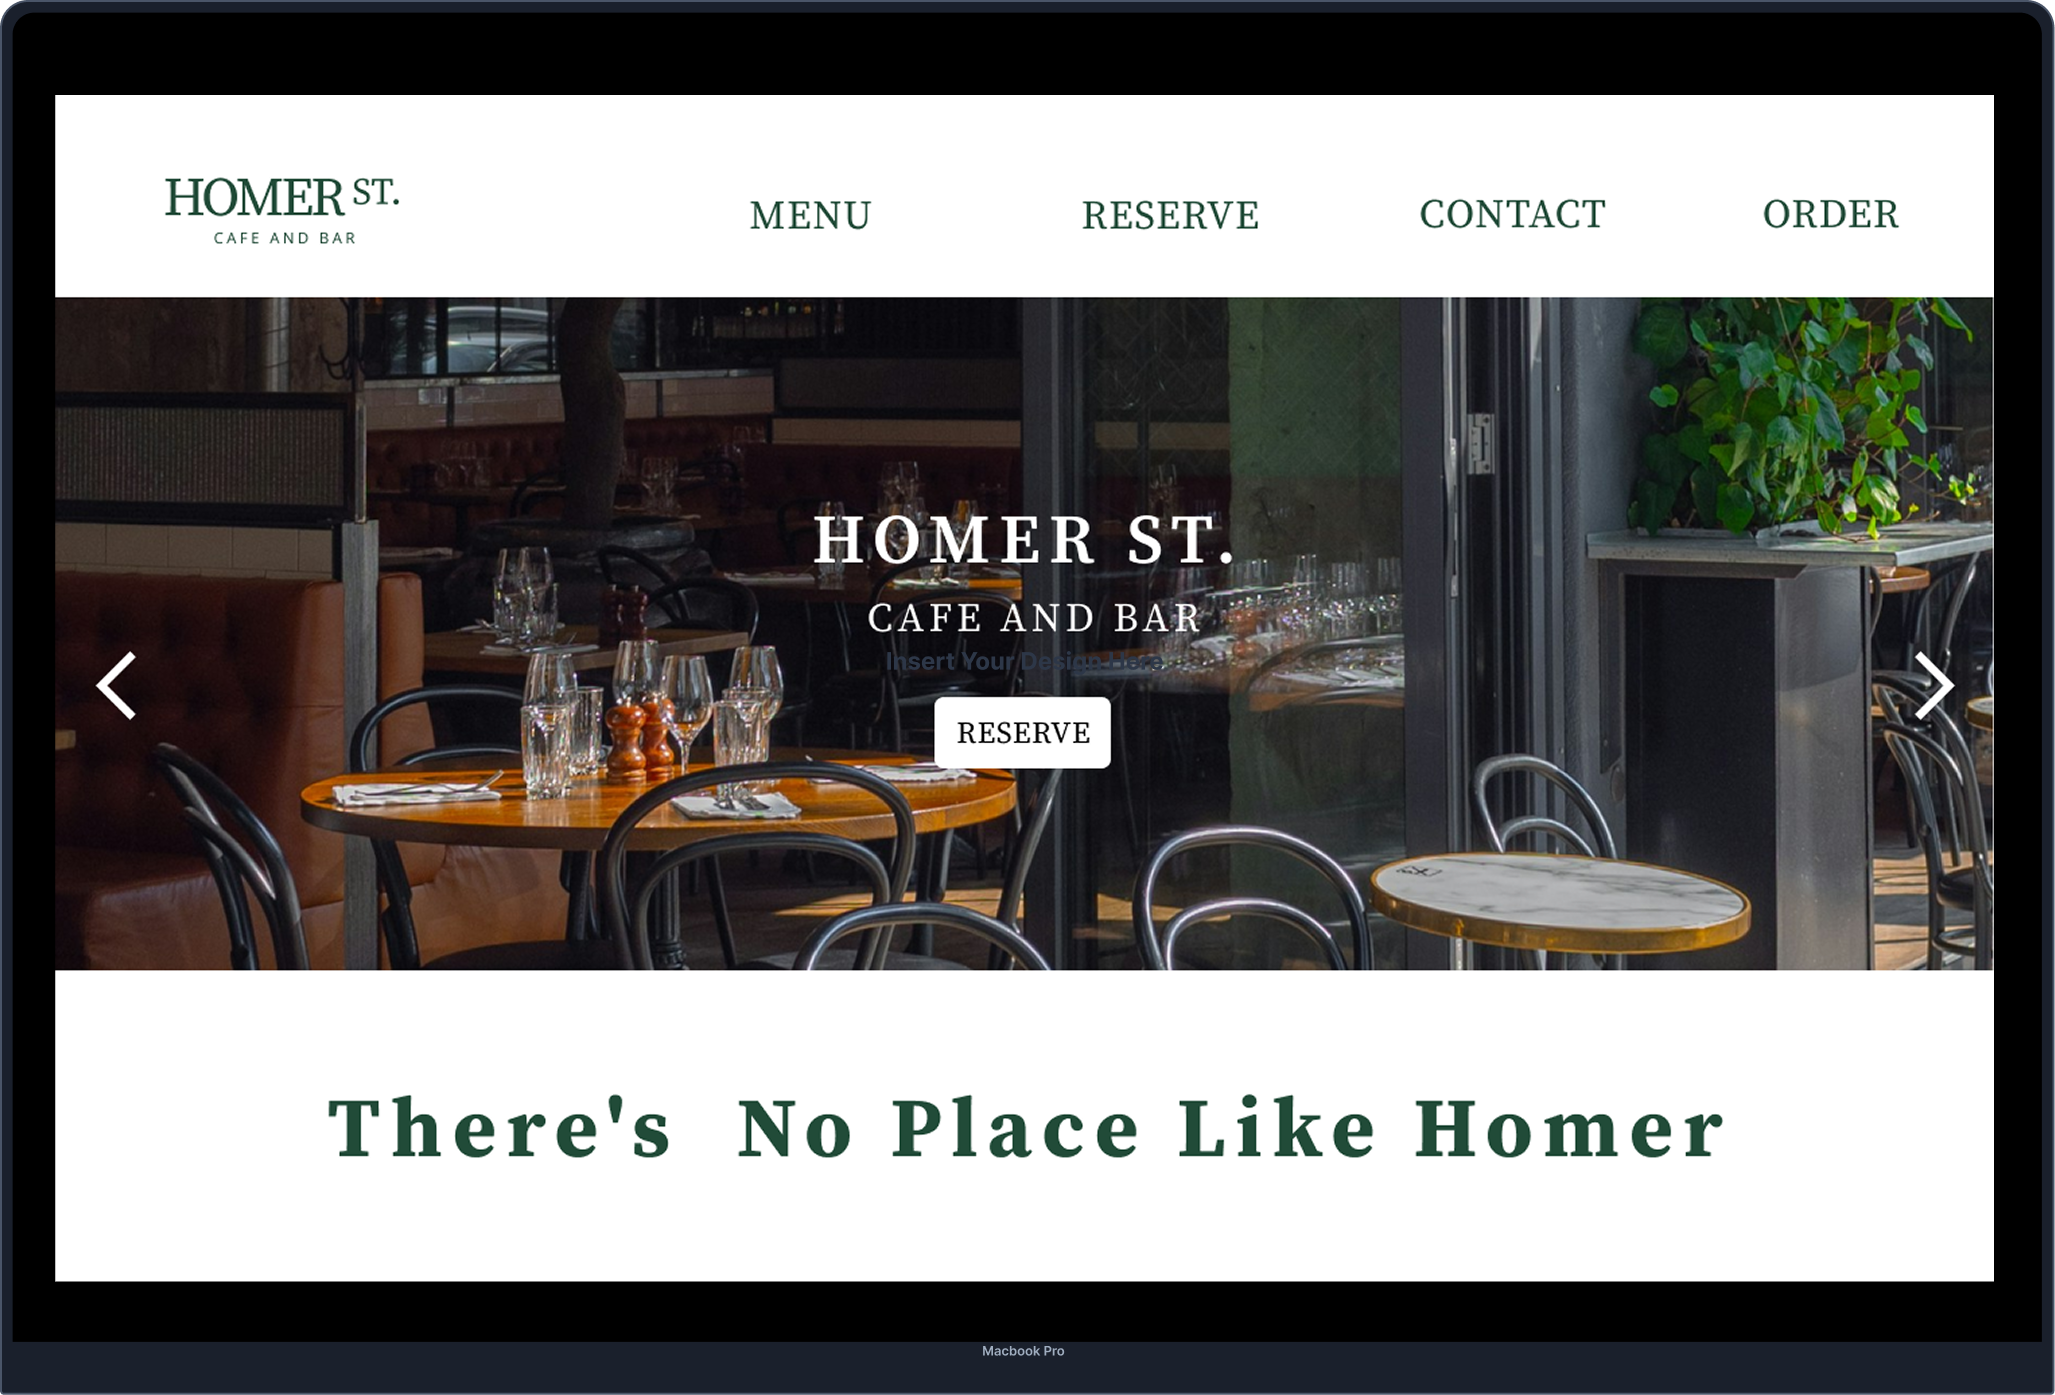 HOMER ST.
CAFE AND BAR
MENU
RESERVE
CONTACT
ORDER
HOMER ST.
CAFE AND BAR
Insert Your Design Here
RESERVE
There's No Place Like Homer
Macbook Pro